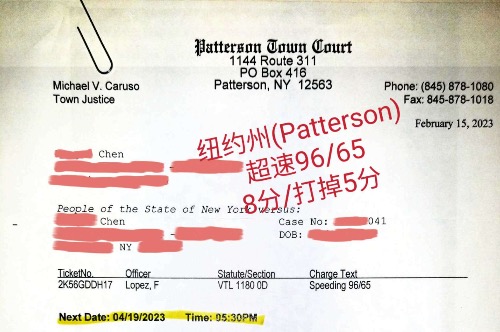 Patterson Town Court
1144 Route 311
PO Box 416
Patterson, NY 12563
Michael V. Caruso
Town Justice
Phone: (845) 878-1080
Fax: 845-878-1018
February 15, 2023
纽约州(Patterson)
超速96/65
8分/打掉5分
Chen
People of the State of New York versus:
Chen
Case No: 041
DOB:
NY
TicketNo. Officer Statute/Section Charge Text
2K56GDDH17 Lopez, F VTL 1180 0D Speeding 96/65
Next Date: 04/19/2023 Time: 05:30PM